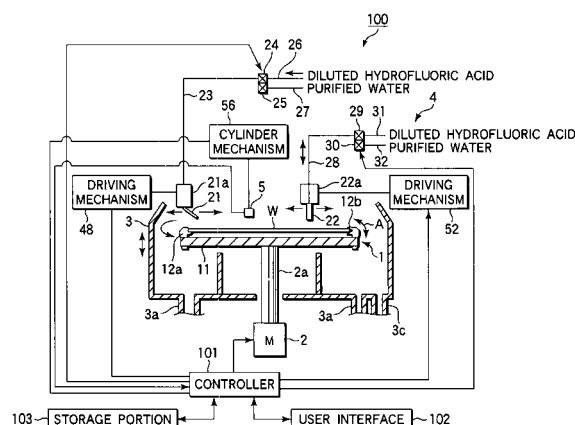 100
24
26
DILUTED HYDROFLUORIC ACID
PURIFIED WATER
23
25
27
4
56
29
31
CYLINDER MECHANISM
DILUTED HYDROFLUORIC ACID
PURIFIED WATER
30
32
28
DRIVING MECHANISM
21a
5
22a
DRIVING MECHANISM
48
3
21
W
22
12b
A
52
12a
11
2a
1
3a
3a
3c
M
2
101
CONTROLLER
103
STORAGE PORTION
USER INTERFACE
102